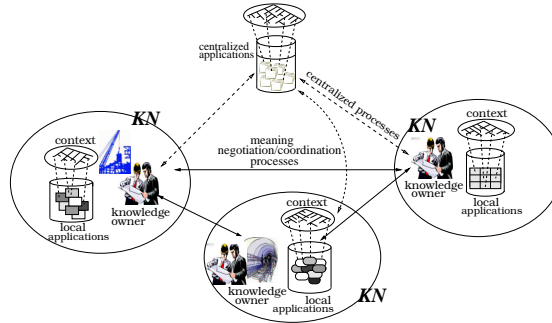 centralized
applications
centralized processes
KN
context
meaning
negotiation/coordination
processes
KN
context
knowledge
owner
local
applications
knowledge
owner
local
applications
context
knowledge
owner
local
applications
KN